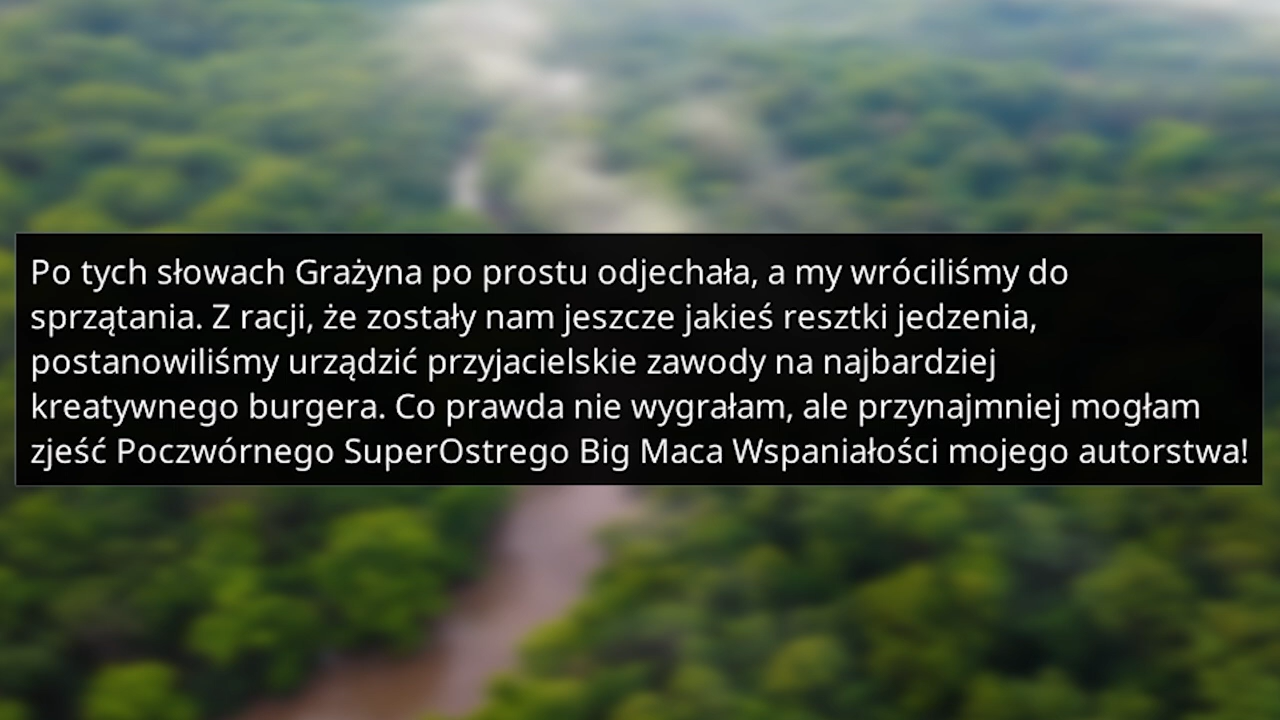 Po tych słowach Grażyna po prostu odjechała, a my wróciliśmy do
sprzątania. Z racji, że zostały nam jeszcze jakieś resztki jedzenia,
postanowiliśmy urządzić przyjacielskie zawody na najbardziej
kreatywnego burgera. Co prawda nie wygrałam, ale przynajmniej mogłam
zjeść Poczwórnego SuperOstrego Big Maca Wspaniałości mojego autorstwa!